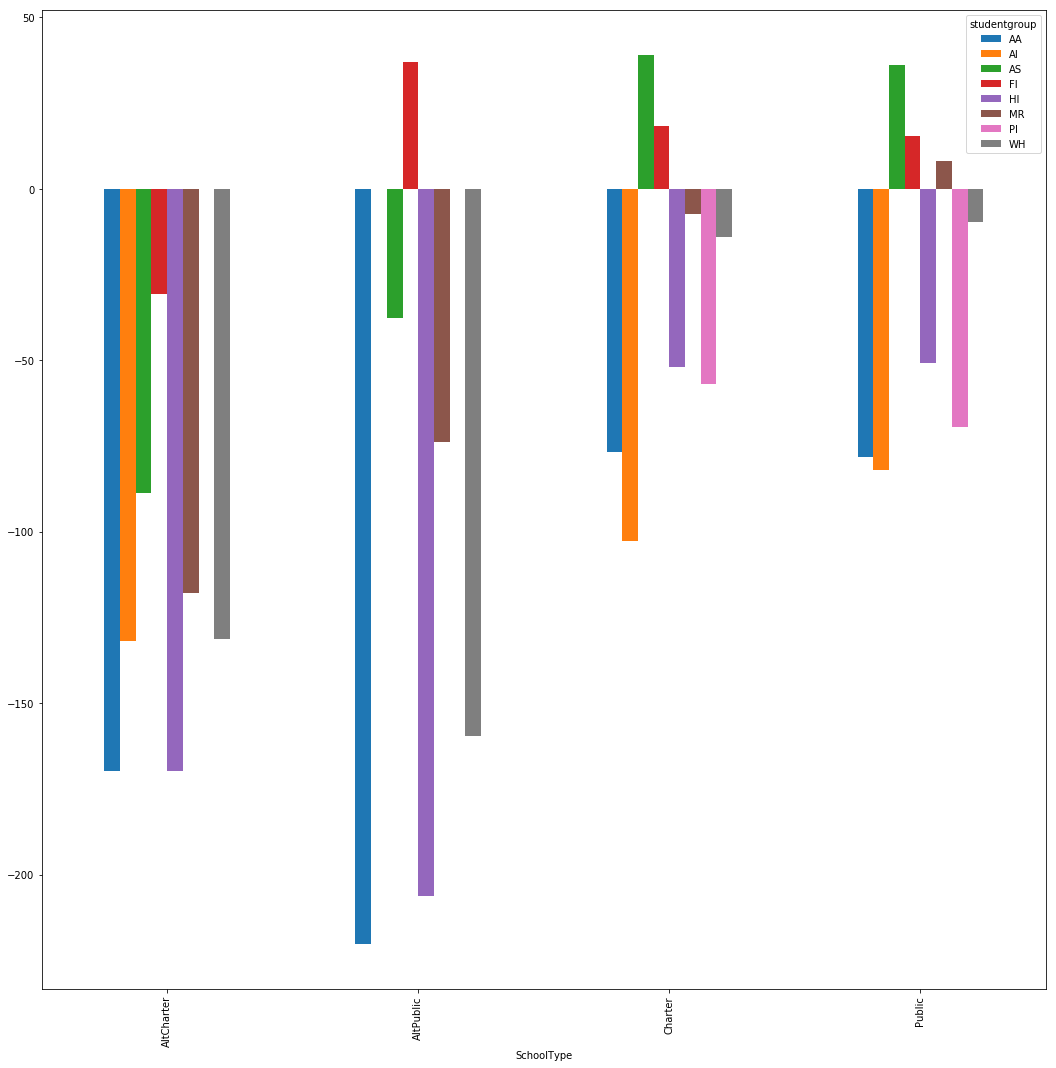 50
0
−50
−100
−150
−200
studentgroup
AA
AI
AS
FI
HI
MR
PI
WH
AltCharter
AltPublic
Charter
Public
SchoolType